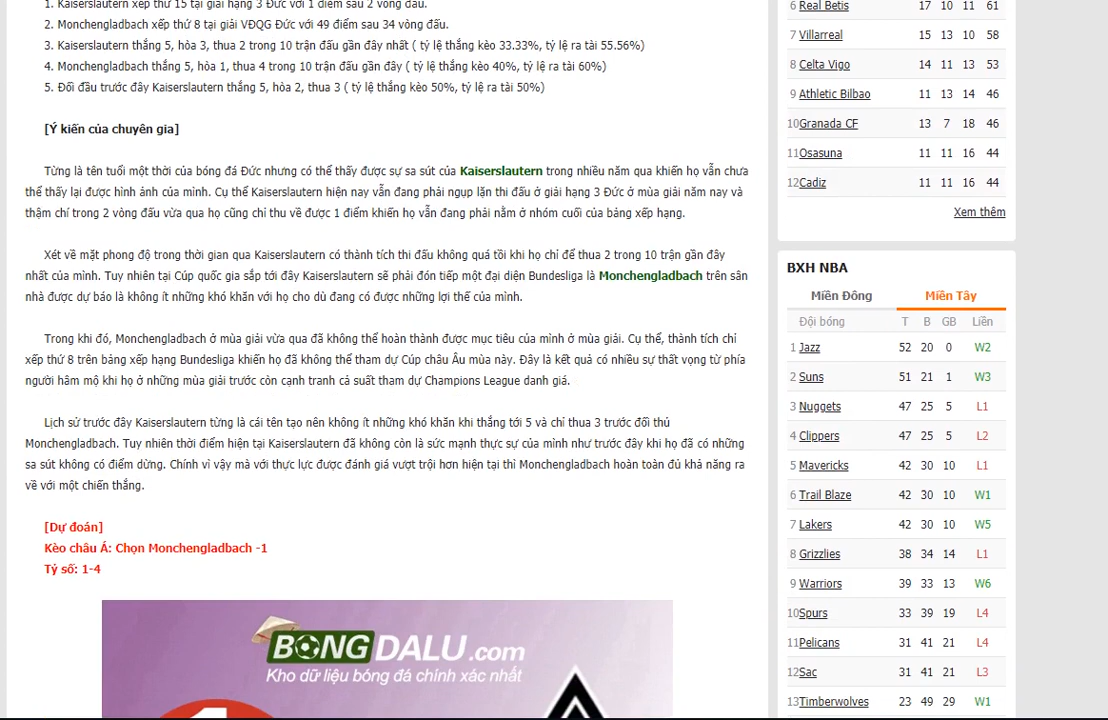 1. Kaiserslautern xếp thứ 15 tại giải hạng 3 Đức với 1 điểm sau 2 vòng đấu.
2. Monchengladbach xếp thứ 8 tại giải VĐQG Đức với 49 điểm sau 34 vòng đấu.
3. Kaiserslautern thắng 5, hòa 3, thua 2 trong 10 trận đấu gần đây nhất ( tỷ lệ thắng kèo 33.33%, tỷ lệ ra tài 55.56%)
4. Monchengladbach thắng 5, hòa 1, thua 4 trong 10 trận đấu gần đây ( tỷ lệ thắng kèo 40%, tỷ lệ ra tài 60%)
5. Đối đầu trước đây Kaiserslautern thắng 5, hòa 2, thua 3 ( tỷ lệ thắng kèo 50%, tỷ lệ ra tài 50%)
[Ý kiến của chuyên gia]
Từng là tên tuổi một thời của bóng đá Đức nhưng có thể thấy được sự sa sút của Kaiserslautern trong nhiều năm qua khiến họ vẫn chưa
thể thấy lại được hình ảnh của mình. Cụ thể Kaiserslautern hiện nay vẫn đang phải ngụp lặn thi đấu ở giải hạng 3 Đức ở mùa giải năm nay và
thậm chí trong 2 vòng đấu vừa qua họ cũng chỉ thu về được 1 điểm khiến họ vẫn đang phải nằm ở nhóm cuối của bảng xếp hạng.
Xét về mặt phong độ trong thời gian qua Kaiserslautern có thành tích thi đấu không quá tồi khi họ chỉ để thua 2 trong 10 trận gần đây
nhất của mình. Tuy nhiên tại Cúp quốc gia sắp tới đây Kaiserslautern sẽ phải đón tiếp một đại diện Bundesliga là Monchengladbach trên sân
nhà được dự báo là không ít những khó khăn với họ cho dù đang có được những lợi thế của mình.
Trong khi đó, Monchengladbach ở mùa giải vừa qua đã không thể hoàn thành được mục tiêu của mình ở mùa giải. Cụ thể, thành tích chỉ
xếp thứ 8 trên bảng xếp hạng Bundesliga khiến họ đã không thể tham dự Cúp châu Âu mùa này. Đây là kết quả có nhiều sự thất vọng từ phía
người hâm mộ khi họ ở những mùa giải trước còn cạnh tranh cả suất tham dự Champions League danh giá.
Lịch sử trước đây Kaiserslautern từng là cái tên tạo nên không ít những khó khăn khi thắng tới 5 và chỉ thua 3 trước đối thủ
Monchengladbach. Tuy nhiên thời điểm hiện tại Kaiserslautern đã không còn là sức mạnh thực sự của mình như trước đây khi họ đã có những
sa sút không có điểm dừng. Chính vì vậy mà với thực lực được đánh giá vượt trội hơn hiện tại thì Monchengladbach hoàn toàn đủ khả năng ra
về với một chiến thắng.
[Dự đoán]
Kèo châu Á: Chọn Monchengladbach -1
Tỷ số: 1-4
BONGDALU.com
Kho dữ liệu bóng đá chính xác nhất
1
6 Real Betis 17 10 11 61
7 Villarreal 15 13 10 58
8 Celta Vigo 14 11 13 53
9 Athletic Bilbao 11 13 14 46
10 Granada CF 13 7 18 46
11 Osasuna 11 11 16 44
12 Cadiz 11 11 16 44
Xem thêm
BXH NBA
Miền Đông Miền Tây
Đội bóng T B GB Liền
1 Jazz 52 20 0 W2
2 Suns 51 21 1 W3
3 Nuggets 47 25 5 L1
4 Clippers 47 25 5 L2
5 Mavericks 42 30 10 L1
6 Trail Blaze 42 30 10 W1
7 Lakers 42 30 10 W5
8 Grizzlies 38 34 14 L1
9 Warriors 39 33 13 W6
10 Spurs 33 39 19 L4
11 Pelicans 31 41 21 L4
12 Sac 31 41 21 L3
13 Timberwolves 23 49 29 W1